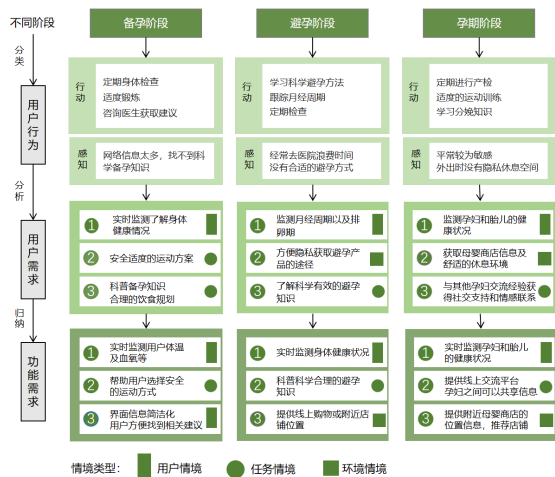 不同阶段
备孕阶段
避孕阶段
孕期阶段
分类
用户行为
行动
定期身体检查
适度锻炼
咨询医生获取建议
行动
学习科学避孕方法
跟踪月经周期
定期检查
行动
定期进行产检
适度的运动训练
学习分娩知识
感知
网络信息太多，找不到科
学备孕知识
感知
经常去医院浪费时间
没有合适的避孕方式
感知
平常较为敏感
外出时没有隐私休息空间
分析
用户需求
1
实时监测了解身体
健康情况
2
安全适度的运动方案
3
科普备孕知识
合理的饮食规划
1
监测月经周期以及排
卵期
2
方便隐私获取避孕产
品的途径
3
了解科学有效的避孕
知识
1
监测孕妇和胎儿的健
康状况
2
获取母婴商店信息及
舒适的休息环境
3
与其他孕妇交流经验获
得社交支持和情感联系
归纳
功能需求
1
实时监测用户体温
及血氧等
2
帮助用户选择安全
的运动方式
3
界面信息简洁化
用户方便找到相关建议
1
实时监测身体健康状况
2
科普科学合理的避孕
知识
3
提供线上购物或附近店
铺位置
1
实时监测孕妇和胎儿
的健康状况
2
提供线上交流平台
孕妇之间可以共享信息
3
提供附近母婴商店的
位置信息，推荐店铺
情境类型：
用户情境
任务情境
环境情境